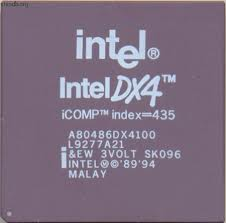 intel®
IntelDX4™
iCOMP™ index=435
A80486DX4100
L9277A21
&EW 3VOLT SK096
INTEL Ⓜ © '89 '94
MALAY